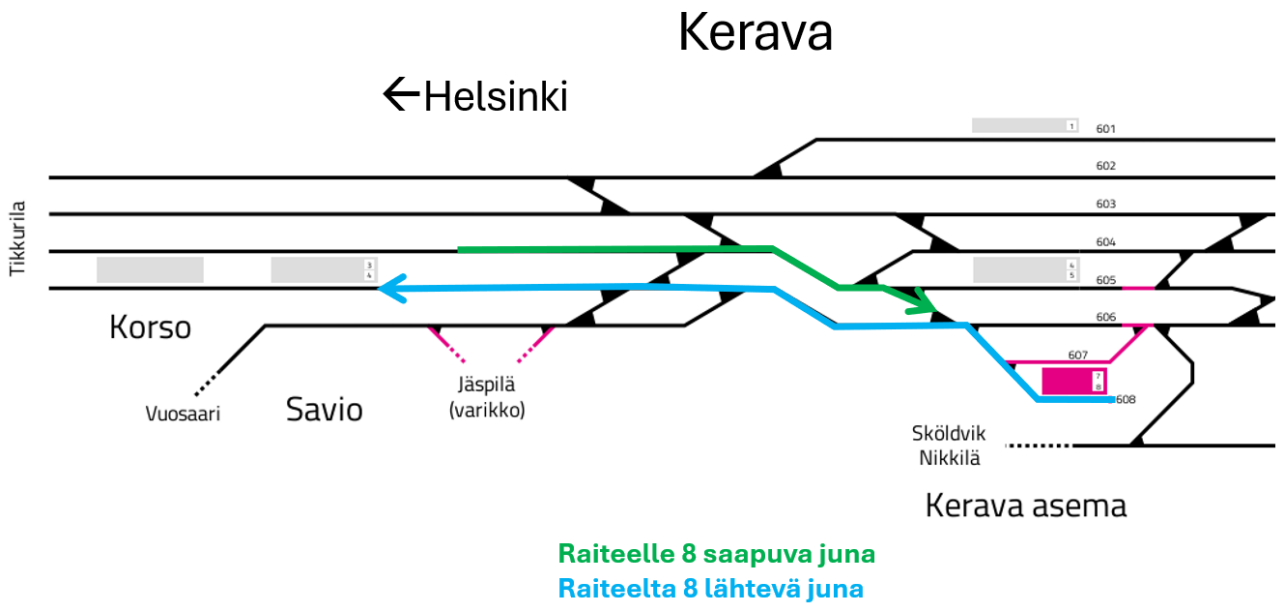 Kerava
←Helsinki
1
601
602
603
604
605
606
607
608
Tikkurila
3
4
4
5
7
8
Korso
Vuosaari
Savio
Jäspilä
(varikko)
Sköldvik
Nikkilä
Kerava asema
Raiteelle 8 saapuva juna
Raiteelta 8 lähtevä juna